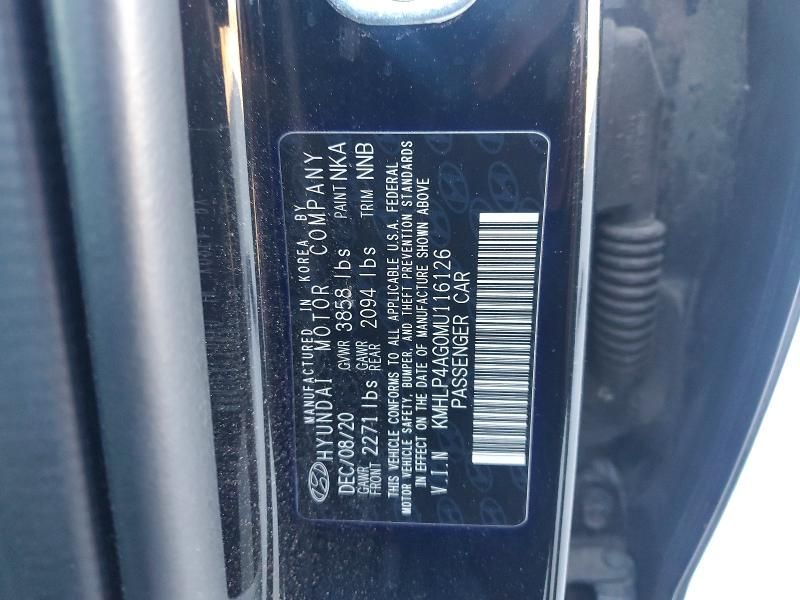 MANUFACTURED IN KOREA BY
HYUNDAI MOTOR COMPANY
DEC/08/20 GVWR 3858 lbs PAINT NKA
GAWR FRONT 2271 lbs GAWR REAR 2094 lbs TRIM NNB
THIS VEHICLE CONFORMS TO ALL APPLICABLE U.S.A. FEDERAL
MOTOR VEHICLE SAFETY, BUMPER, AND THEFT PREVENTION STANDARDS
IN EFFECT ON THE DATE OF MANUFACTURE SHOWN ABOVE
V.I.N KMHLP4AG0MU116126
PASSENGER CAR